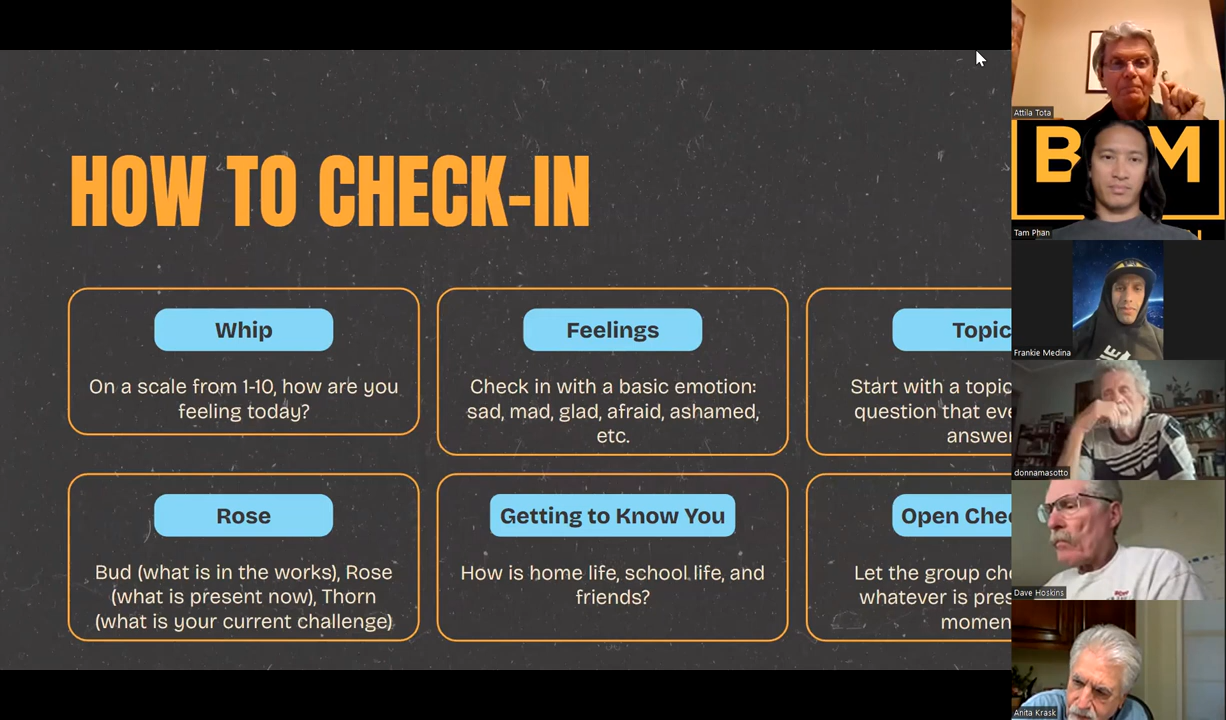 HOW TO CHECK-IN
Whip
On a scale from 1-10, how are you
feeling today?
Feelings
Check in with a basic emotion:
sad, mad, glad, afraid, ashamed,
etc.
Topic
Start with a topic
question that eve
answer
Rose
Bud (what is in the works), Rose
(what is present now), Thorn
(what is your current challenge)
Getting to Know You
How is home life, school life, and
friends?
Open Chec
Let the group che
whatever is pres
momen
Attila Tota
B M
Tam Phan
Frankie Medina
donnamasotto
Dave Hoskins
Anita Krask